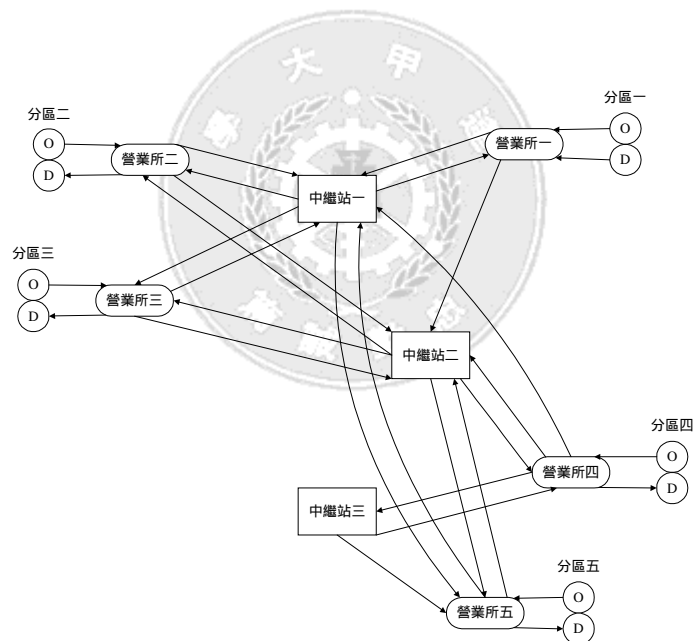 分區一
O
D
營業所一
分區二
O
D
營業所二
中繼站一
分區三
O
D
營業所三
中繼站二
分區四
O
D
營業所四
中繼站三
分區五
O
D
營業所五
大
甲